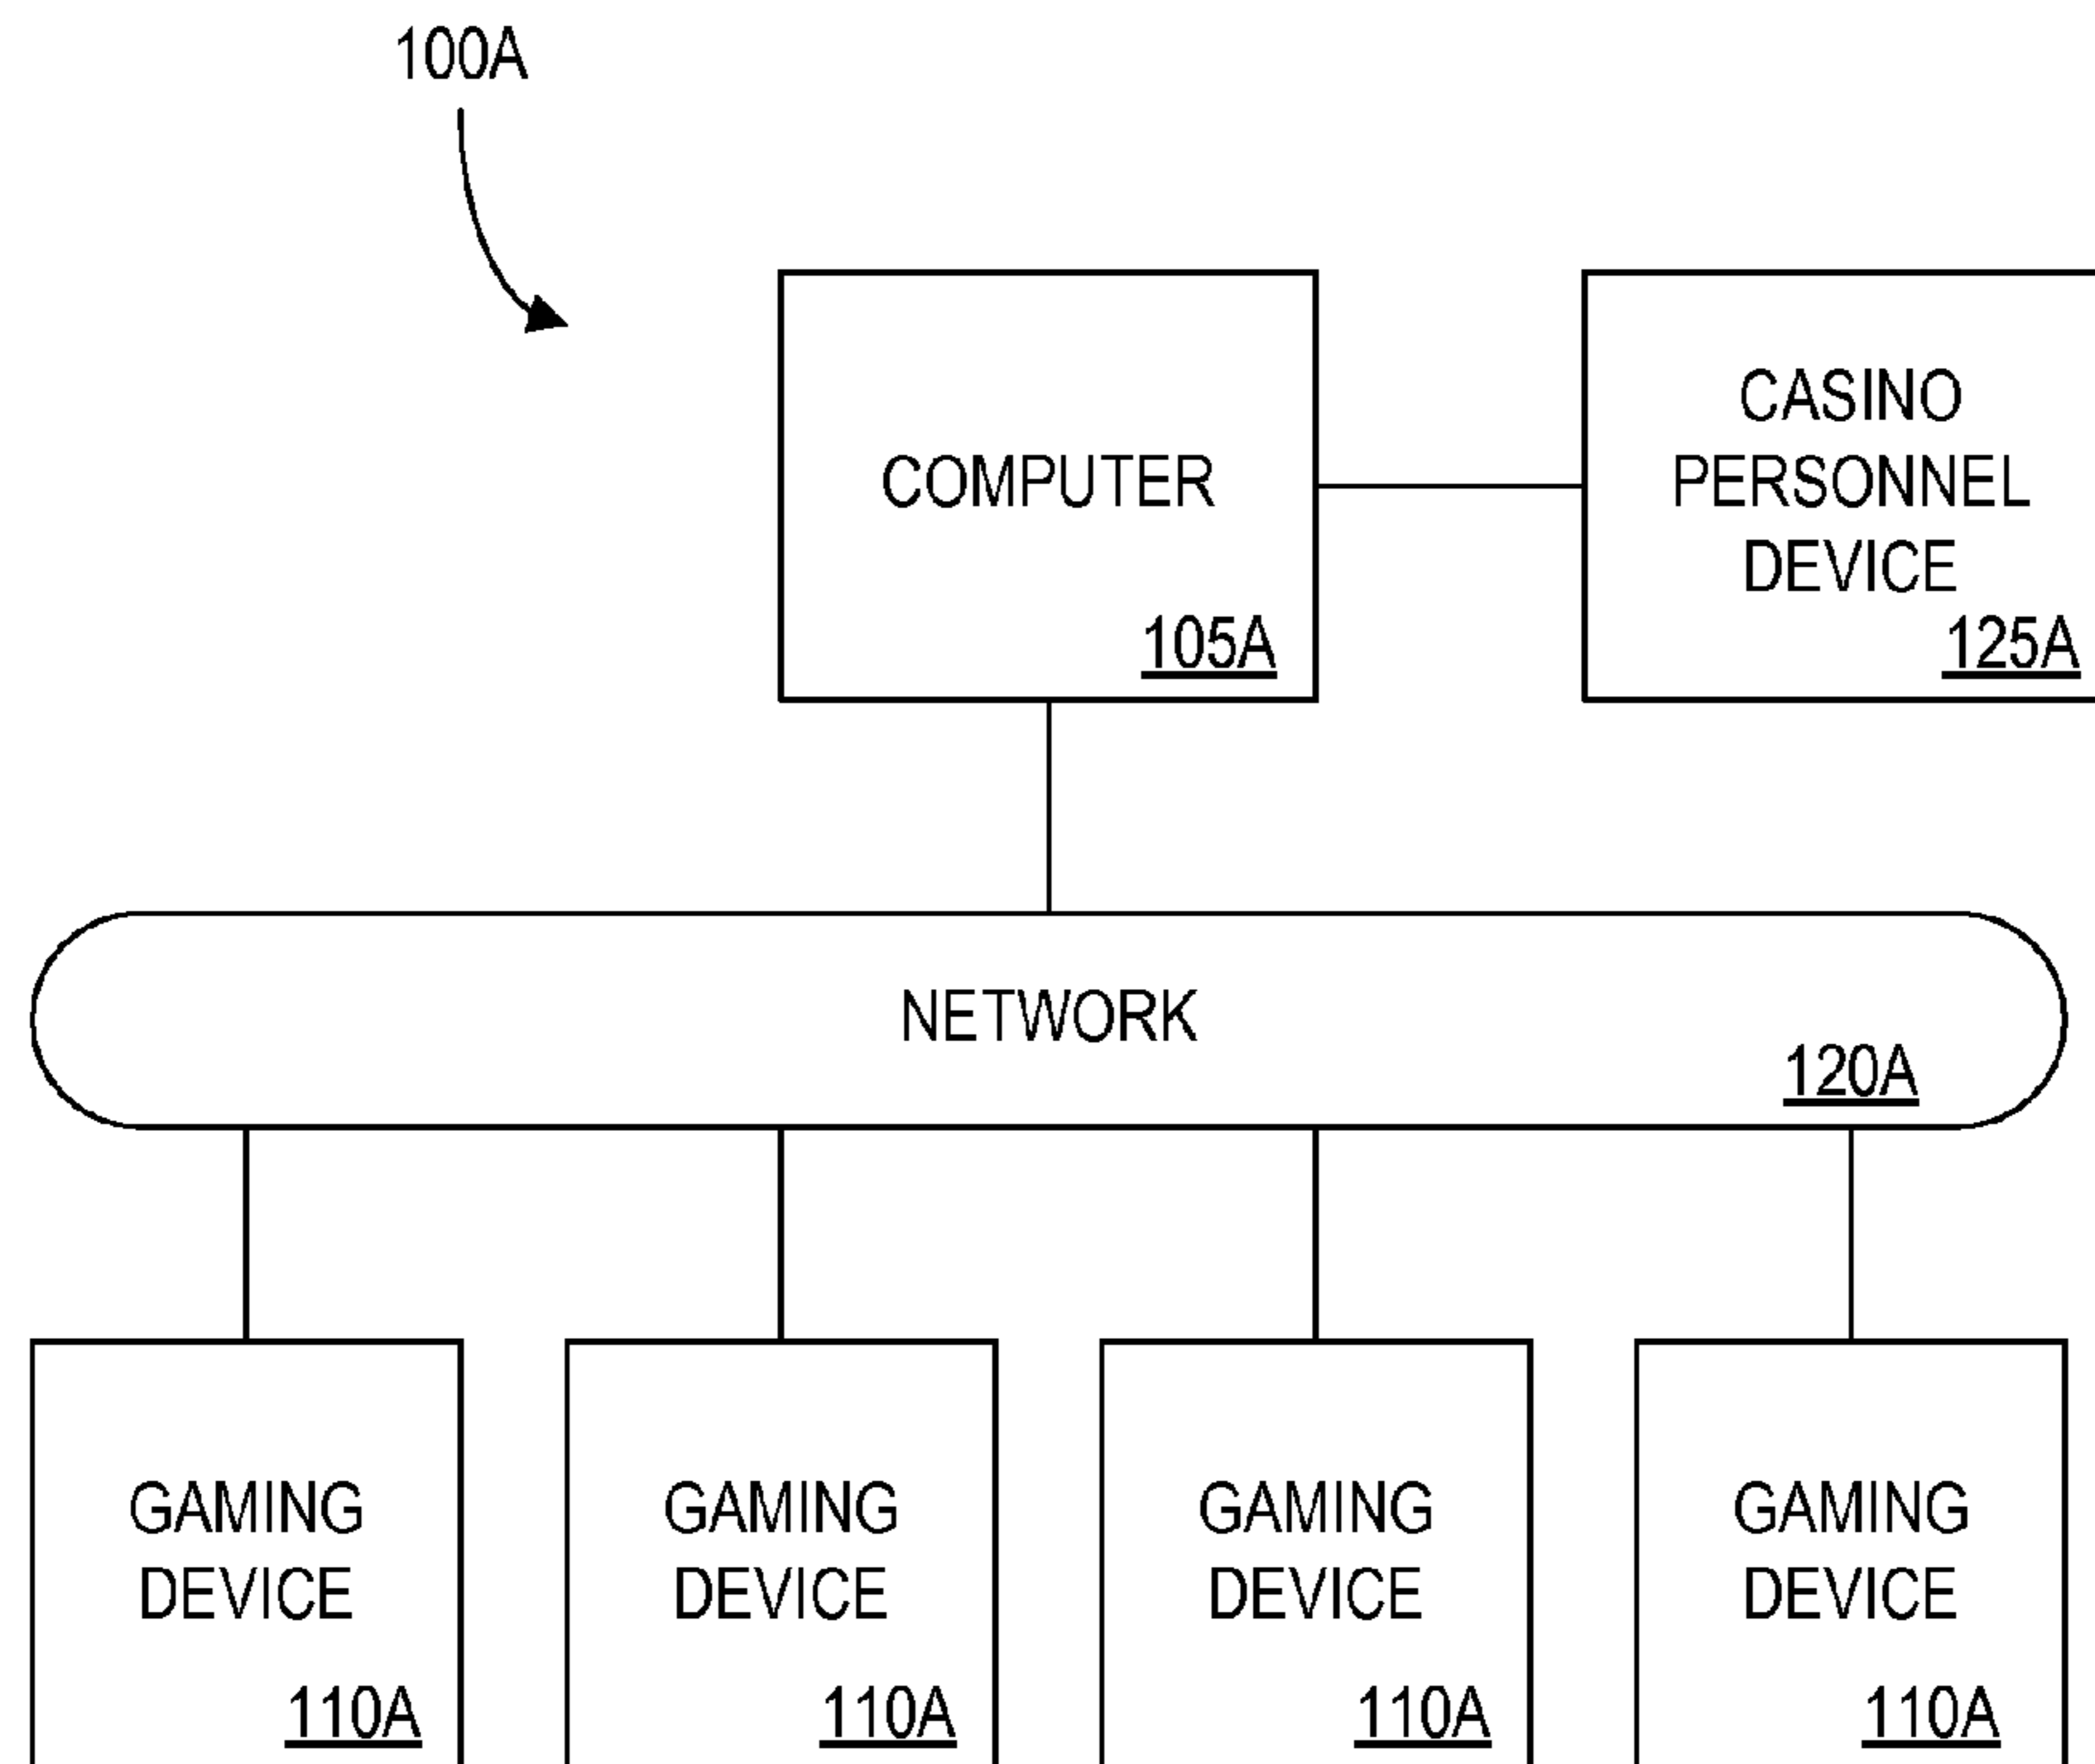 100A
COMPUTER
105A
CASINO
PERSONNEL
DEVICE
125A
NETWORK
120A
GAMING
DEVICE
110A
GAMING
DEVICE
110A
GAMING
DEVICE
110A
GAMING
DEVICE
110A